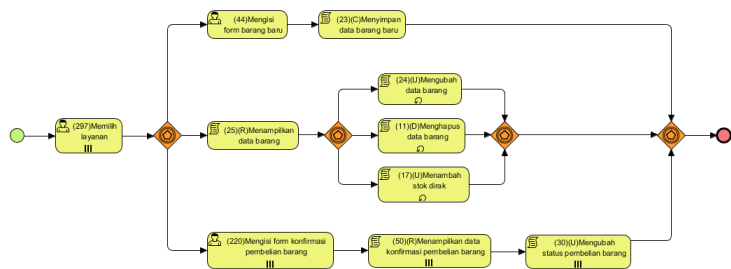 (44)Mengisi
form barang baru
(23)(C)Menyimpan
data barang baru
(24)(U)Mengubah
data barang
(297)Memilih
layanan
(25)(R)Menampilkan
data barang
(11)(D)Menghapus
data barang
(17)(U)Menambah
stok dirak
(220)Mengisi form konfirmasi
pembelian barang
(50)(R)Menampilkan data
konfirmasi pembelian barang
(30)(U)Mengubah
status pembelian barang